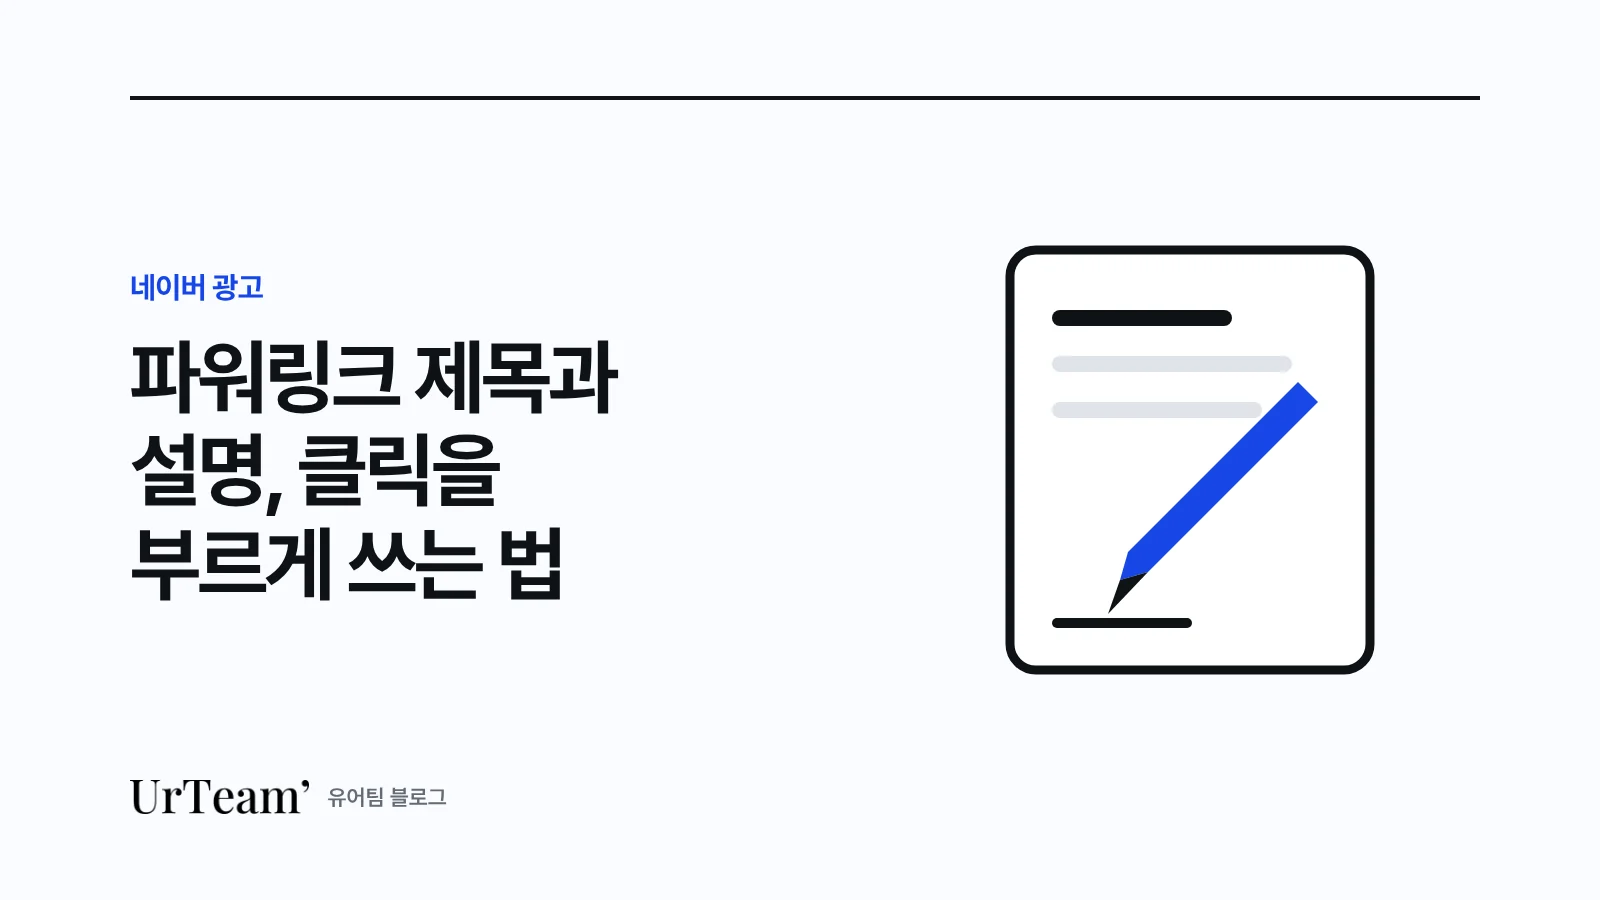 네이버 광고
파워링크 제목과
설명, 클릭을
부르게 쓰는 법
UrTeam’ 유어팀 블로그